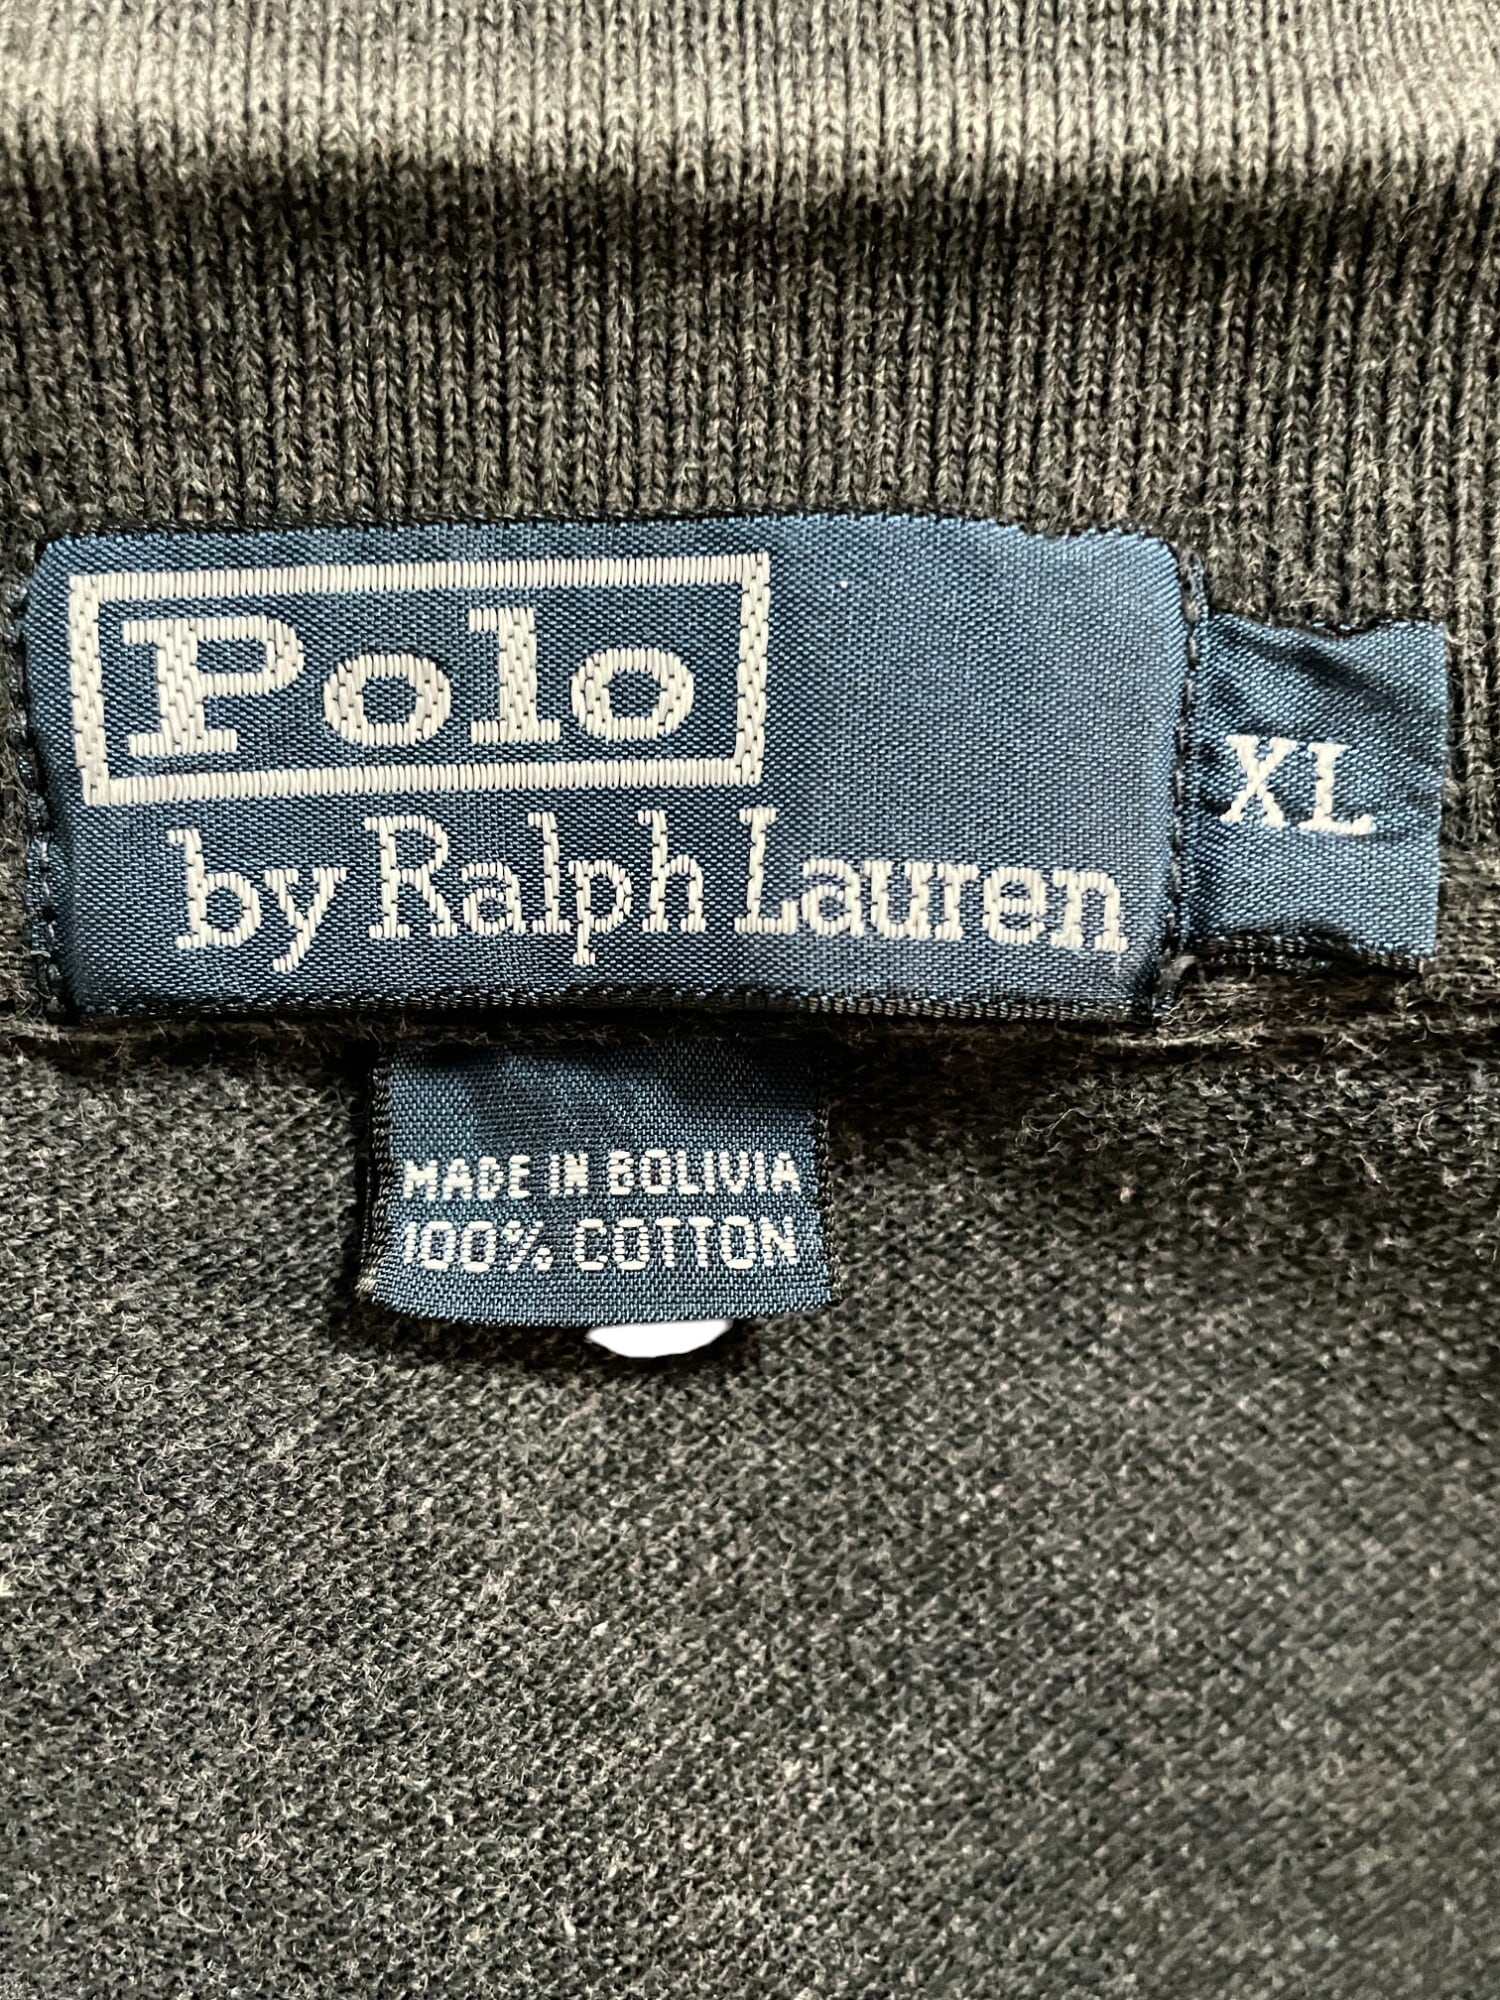 Polo
by Ralph Lauren
XL
MADE IN BOLIVIA
100% COTTON